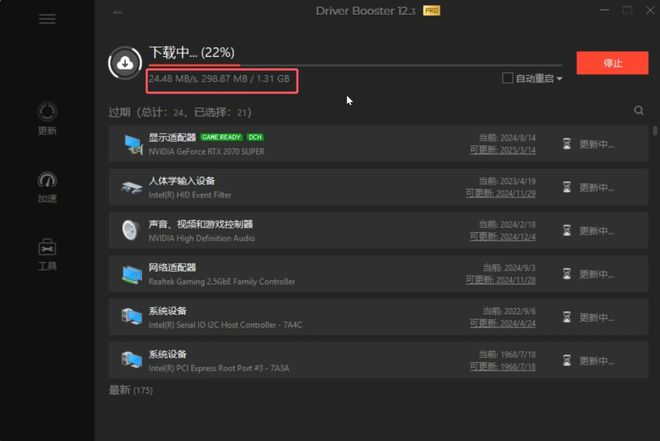 Driver Booster 12.3 PRO
下载中... (22%)
24.48 MB/s, 298.87 MB / 1.31 GB
停止
自动重启
过期（总计：24，已选择：21）
更新
加速
工具
显示适配器 GAME READY DCH
NVIDIA GeForce RTX 2070 SUPER
当前: 2024/8/14
可更新: 2025/3/14
更新中...
人体学输入设备
Intel(R) HID Event Filter
当前: 2023/4/19
可更新: 2024/11/29
更新中...
声音、视频和游戏控制器
NVIDIA High Definition Audio
当前: 2024/2/18
可更新: 2024/12/4
更新中...
网络适配器
Realtek Gaming 2.5GbE Family Controller
当前: 2024/9/3
可更新: 2024/11/28
更新中...
系统设备
Intel(R) Serial IO I2C Host Controller - 7A4C
当前: 2022/9/6
可更新: 2024/4/24
更新中...
系统设备
Intel(R) PCI Express Root Port #3 - 7A3A
当前: 1968/7/18
可更新: 1968/7/18
更新中...
最新 (175)